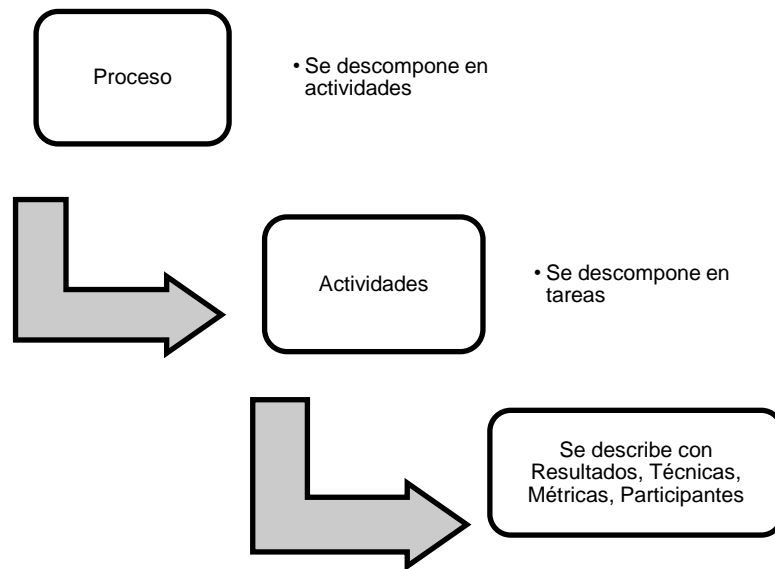 Proceso
• Se descompone en
actividades
Actividades
• Se descompone en
tareas
Se describe con
Resultados, Técnicas,
Métricas, Participantes